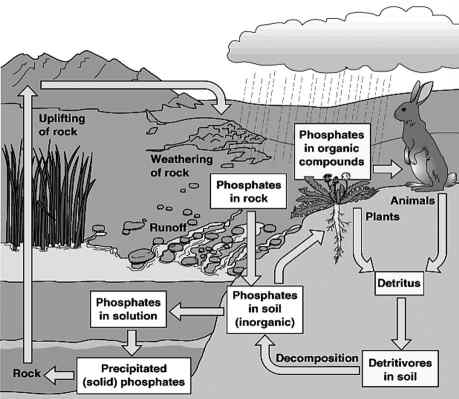 Uplifting
of rock
Weathering
of rock
Phosphates
in organic
compounds
Phosphates
in rock
Animals
Plants
Runoff
Detritus
Phosphates
in solution
Phosphates
in soil
(inorganic)
Decomposition
Detritivores
in soil
Rock
Precipitated
(solid) phosphates